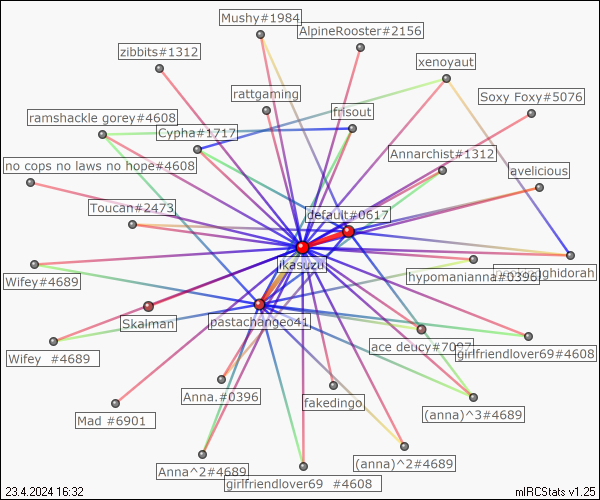 Mushy#1984
AlpineRooster#2156
zibbits#1312
xenoyaut
rattgaming
Soxy Foxy#5076
ramshackle gorey#4608
frisout
Cypha#1717
Annarchist#1312
no cops no laws no hope#4608
avelicious
Toucan#2473
default#0617
ikasuzu
Wifey#4689
hypomanianna#0396
ghidorah
Skalman
pastachangeo41
ace deucy#7097
girlfriendlover69#4608
Wifey #4689
Anna.#0396
fakedingo
Mad #6901
(anna)^3#4689
Anna^2#4689
(anna)^2#4689
girlfriendlover69 #4608
23.4.2024 16:32
mIRCStats v1.25